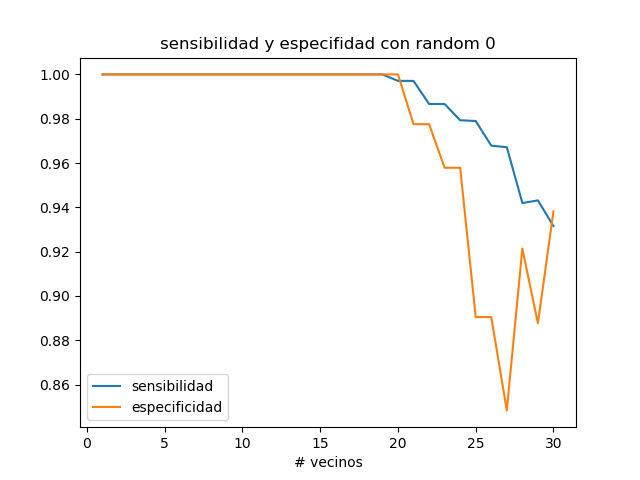 sensibilidad y especifidad con random 0
1.00
0.98
0.96
0.94
0.92
0.90
0.88
0.86
sensibilidad
especificidad
0 5 10 15 20 25 30
# vecinos